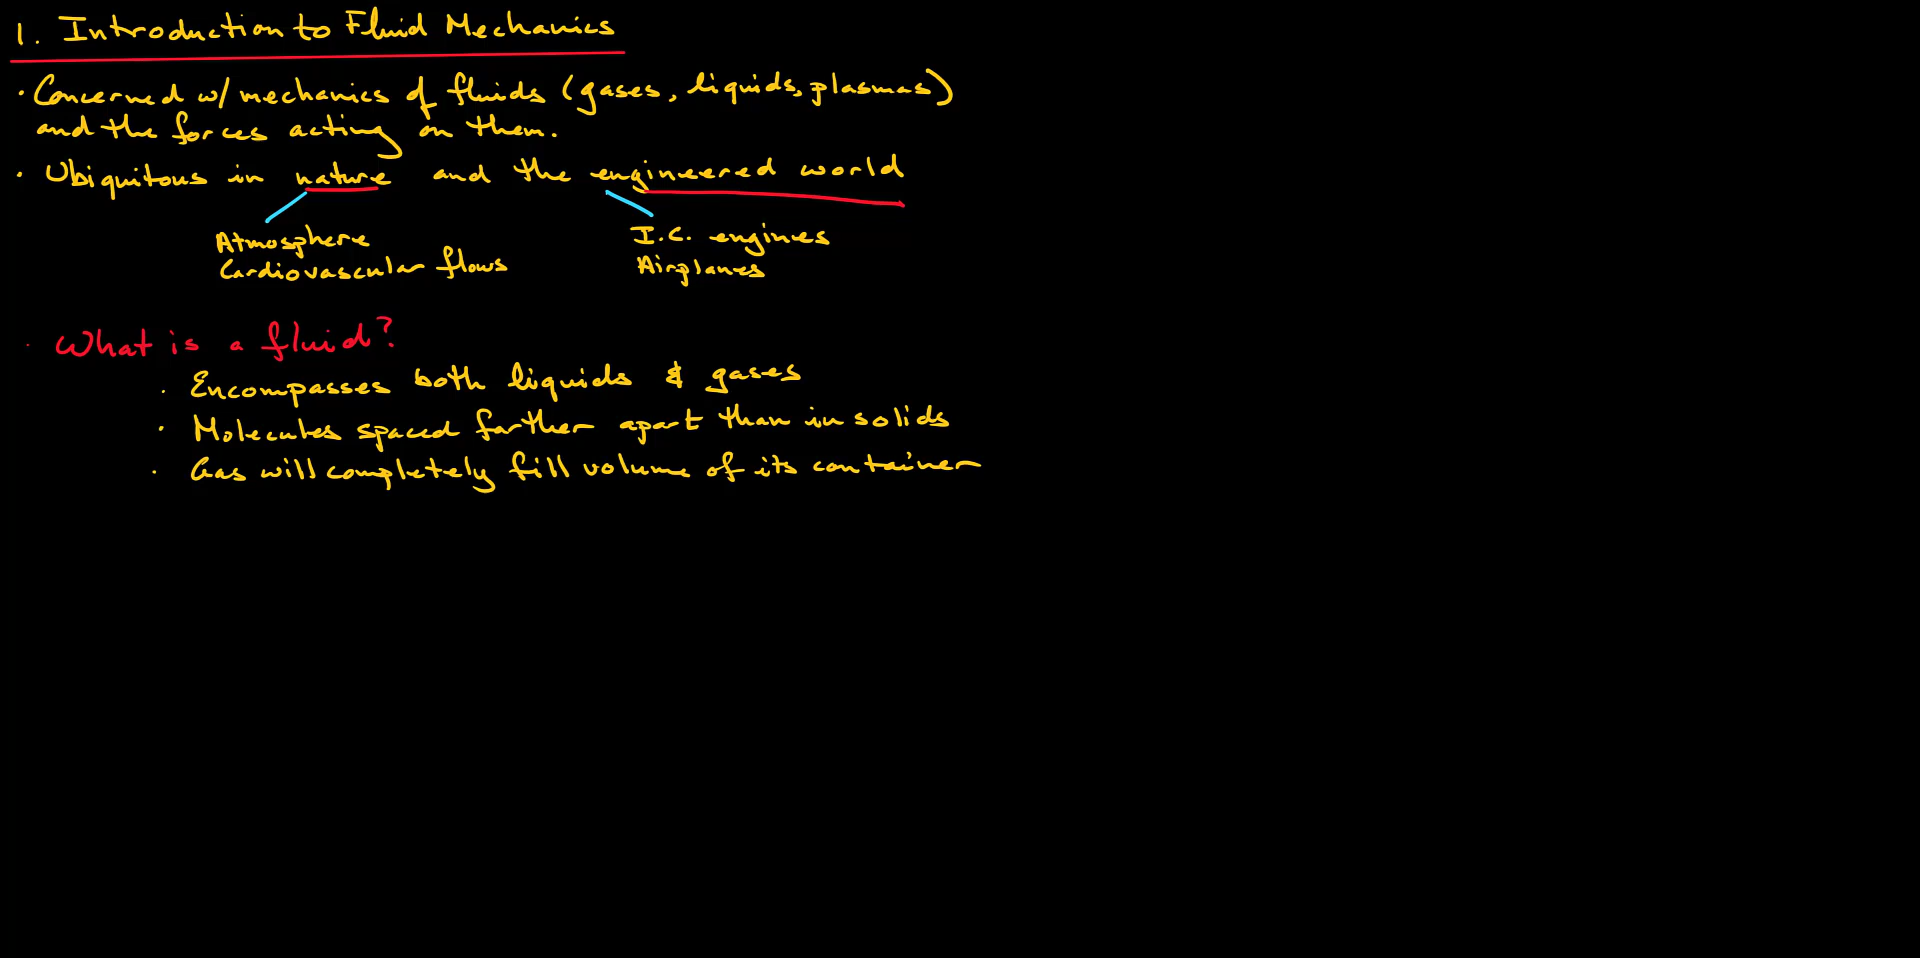 1. Introduction to Fluid Mechanics
· Concerned w/ mechanics of fluids (gases, liquids, plasmas)
and the forces acting on them.
· Ubiquitous in nature and the engineered world
Atmosphere
Cardiovascular flows
I.C. engines
Airplanes
· What is a fluid?
· Encompasses both liquids & gases
· Molecules spaced farther apart than in solids
· Gas will completely fill volume of its container